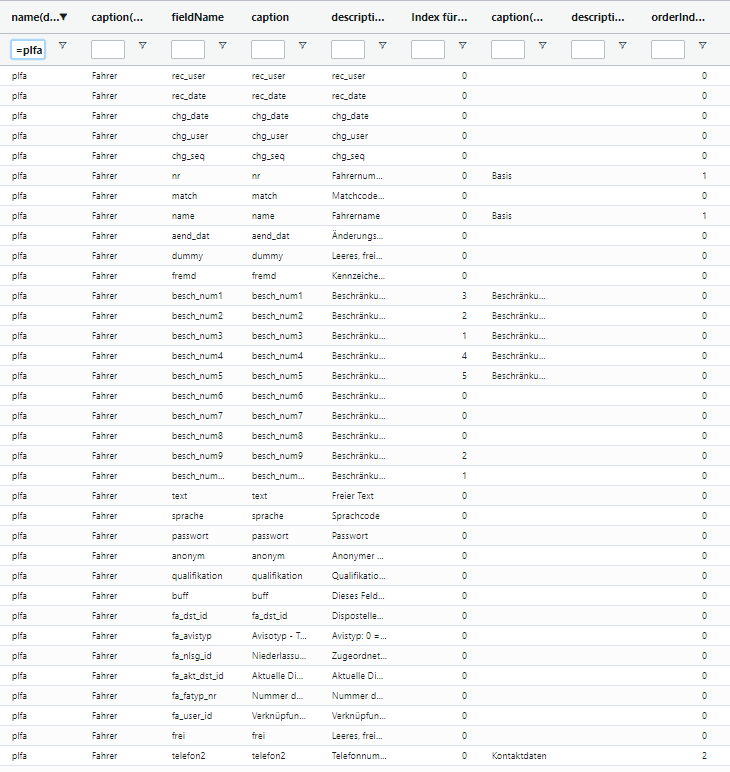 name(d...▼ caption(... fieldName caption descripti... Index für... caption(... descripti... orderInd...
=plfa
plfa Fahrer rec_user rec_user rec_user 0 0
plfa Fahrer rec_date rec_date rec_date 0 0
plfa Fahrer chg_date chg_date chg_date 0 0
plfa Fahrer chg_user chg_user chg_user 0 0
plfa Fahrer chg_seq chg_seq chg_seq 0 0
plfa Fahrer nr nr Fahrernum... 0 Basis 1
plfa Fahrer match match Matchcode... 0 0
plfa Fahrer name name Fahrername 0 Basis 1
plfa Fahrer aend_dat aend_dat Änderungs... 0 0
plfa Fahrer dummy dummy Leeres, frei... 0 0
plfa Fahrer fremd fremd Kennzeiche... 0 0
plfa Fahrer besch_num1 besch_num1 Beschränku... 3 Beschränku... 0
plfa Fahrer besch_num2 besch_num2 Beschränku... 2 Beschränku... 0
plfa Fahrer besch_num3 besch_num3 Beschränku... 1 Beschränku... 0
plfa Fahrer besch_num4 besch_num4 Beschränku... 4 Beschränku... 0
plfa Fahrer besch_num5 besch_num5 Beschränku... 5 Beschränku... 0
plfa Fahrer besch_num6 besch_num6 Beschränku... 0 0
plfa Fahrer besch_num7 besch_num7 Beschränku... 0 0
plfa Fahrer besch_num8 besch_num8 Beschränku... 0 0
plfa Fahrer besch_num9 besch_num9 Beschränku... 2 0
plfa Fahrer besch_num... besch_num... Beschränku... 1 0
plfa Fahrer text text Freier Text 0 0
plfa Fahrer sprache sprache Sprachcode 0 0
plfa Fahrer passwort passwort Passwort 0 0
plfa Fahrer anonym anonym Anonymer ... 0 0
plfa Fahrer qualifikation qualifikation Qualifikatio... 0 0
plfa Fahrer buff buff Dieses Feld... 0 0
plfa Fahrer fa_dst_id fa_dst_id Dispostelle... 0 0
plfa Fahrer fa_avistyp Avisotyp - T... Avistyp: 0 =... 0 0
plfa Fahrer fa_nlsg_id Niederlassu... Zugeordnet... 0 0
plfa Fahrer fa_akt_dst_id Aktuelle Di... Aktuelle Di... 0 0
plfa Fahrer fa_fatyp_nr Nummer d... Nummer d... 0 0
plfa Fahrer fa_user_id Verknüpfun... Verknüpfun... 0 0
plfa Fahrer frei frei Leeres, frei... 0 0
plfa Fahrer telefon2 telefon2 Telefonnum... 0 Kontaktdaten 2